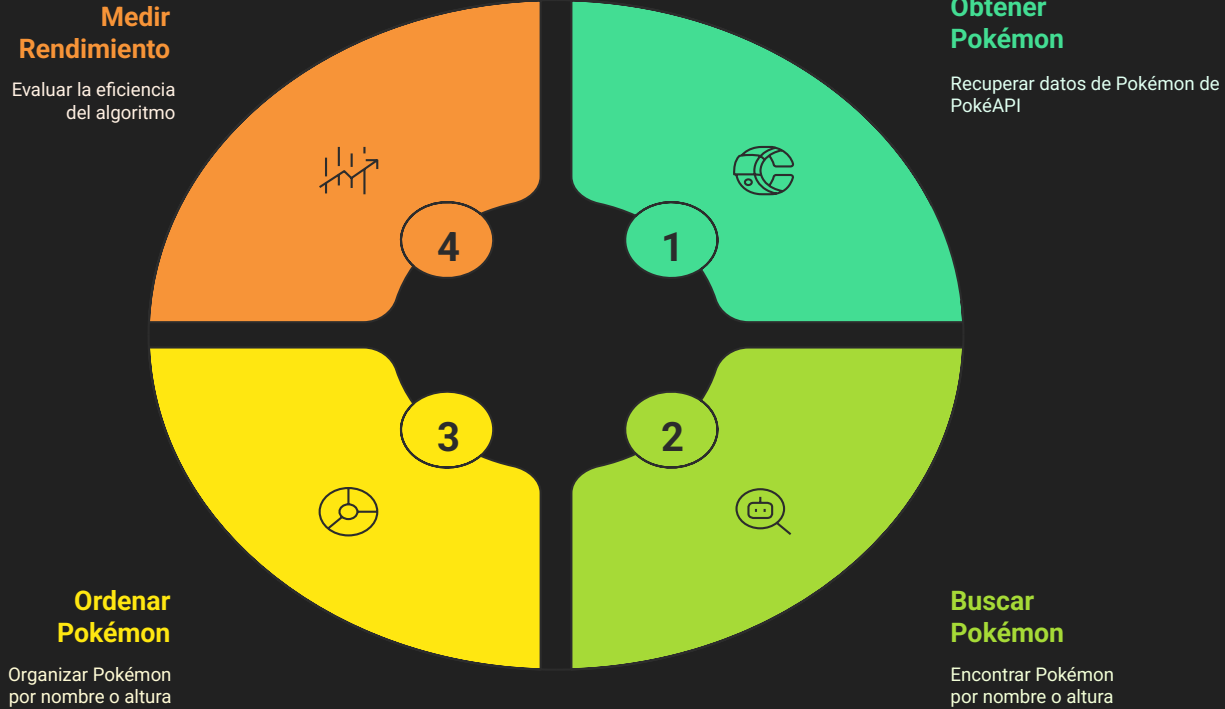 Medir
Rendimiento
Evaluar la eficiencia
del algoritmo
Obtener
Pokémon
Recuperar datos de Pokémon de
PokéAPI
4
1
3
2
Ordenar
Pokémon
Organizar Pokémon
por nombre o altura
Buscar
Pokémon
Encontrar Pokémon
por nombre o altura